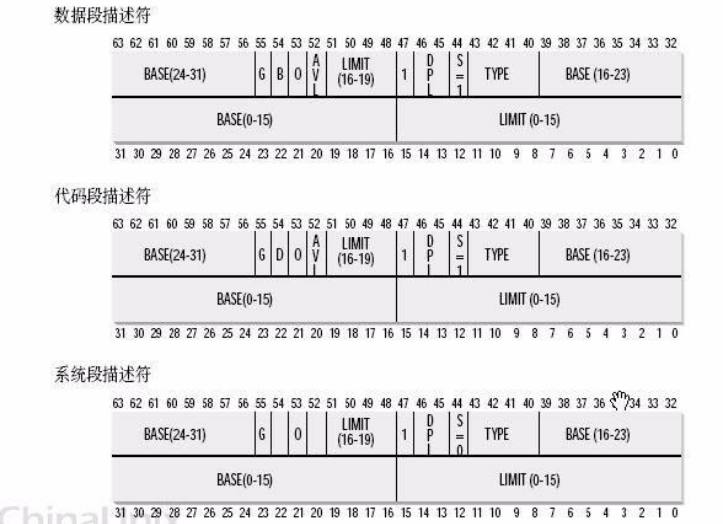 数据段描述符
63 62 61 60 59 58 57 56 55 54 53 52 51 50 49 48 47 46 45 44 43 42 41 40 39 38 37 36 35 34 33 32
BASE(24-31) G B 0 AVL LIMIT (16-19) 1 DPL S=1 TYPE BASE (16-23)
BASE(0-15) LIMIT (0-15)
31 30 29 28 27 26 25 24 23 22 21 20 19 18 17 16 15 14 13 12 11 10 9 8 7 6 5 4 3 2 1 0
代码段描述符
63 62 61 60 59 58 57 56 55 54 53 52 51 50 49 48 47 46 45 44 43 42 41 40 39 38 37 36 35 34 33 32
BASE(24-31) G D 0 AVL LIMIT (16-19) 1 DPL S=1 TYPE BASE (16-23)
BASE(0-15) LIMIT (0-15)
31 30 29 28 27 26 25 24 23 22 21 20 19 18 17 16 15 14 13 12 11 10 9 8 7 6 5 4 3 2 1 0
系统段描述符
63 62 61 60 59 58 57 56 55 54 53 52 51 50 49 48 47 46 45 44 43 42 41 40 39 38 37 36 34 33 32
BASE(24-31) G 0 LIMIT (16-19) 1 DPL S=0 TYPE BASE (16-23)
BASE(0-15) LIMIT (0-15)
31 30 29 28 27 26 25 24 23 22 21 20 19 18 17 16 15 14 13 12 11 10 9 8 7 6 5 4 3 2 1 0